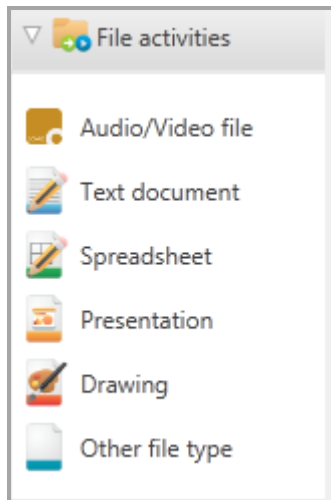 File activities
Audio/Video file
Text document
Spreadsheet
Presentation
Drawing
Other file type